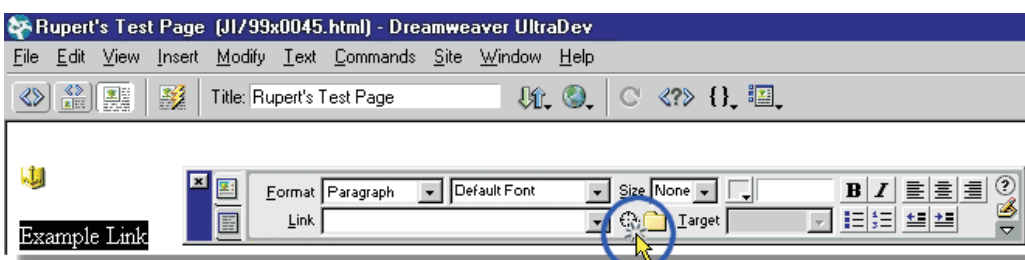 Rupert's Test Page (JI/99x0045.html) - Dreamweaver UltraDev
File Edit View Insert Modify Text Commands Site Window Help
Title: Rupert's Test Page
Format Paragraph Default Font Size None B I
Link Target
Example Link